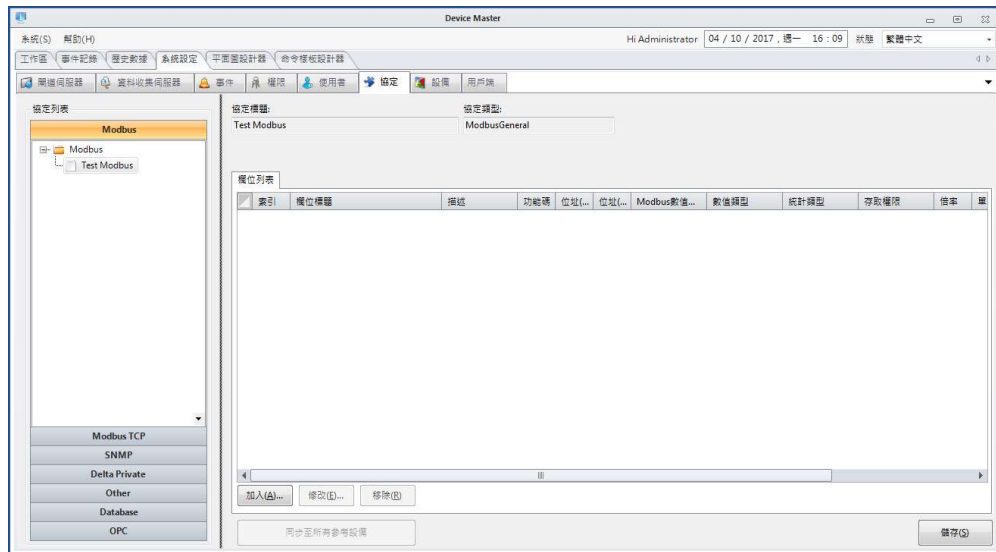 Device Master
系統(S) 幫助(H) Hi Administrator 04 / 10 / 2017 , 週一 16 : 09 狀態 繁體中文
工作區 事件記錄 歷史數據 系統設定 平面圖設計器 命令樣板設計器
閘道伺服器 資料收集伺服器 事件 權限 使用者 協定 設備 用戶端
協定列表
Modbus
Modbus
Test Modbus
Modbus TCP
SNMP
Delta Private
Other
Database
OPC
協定標題: 協定類型:
Test Modbus ModbusGeneral
欄位列表
索引 欄位標題 描述 功能碼 位址(... 位址(... Modbus數值... 數值類型 統計類型 存取權限 倍率 單
加入(A)... 修改(E)... 移除(R)
同步至所有參考設備 儲存(S)